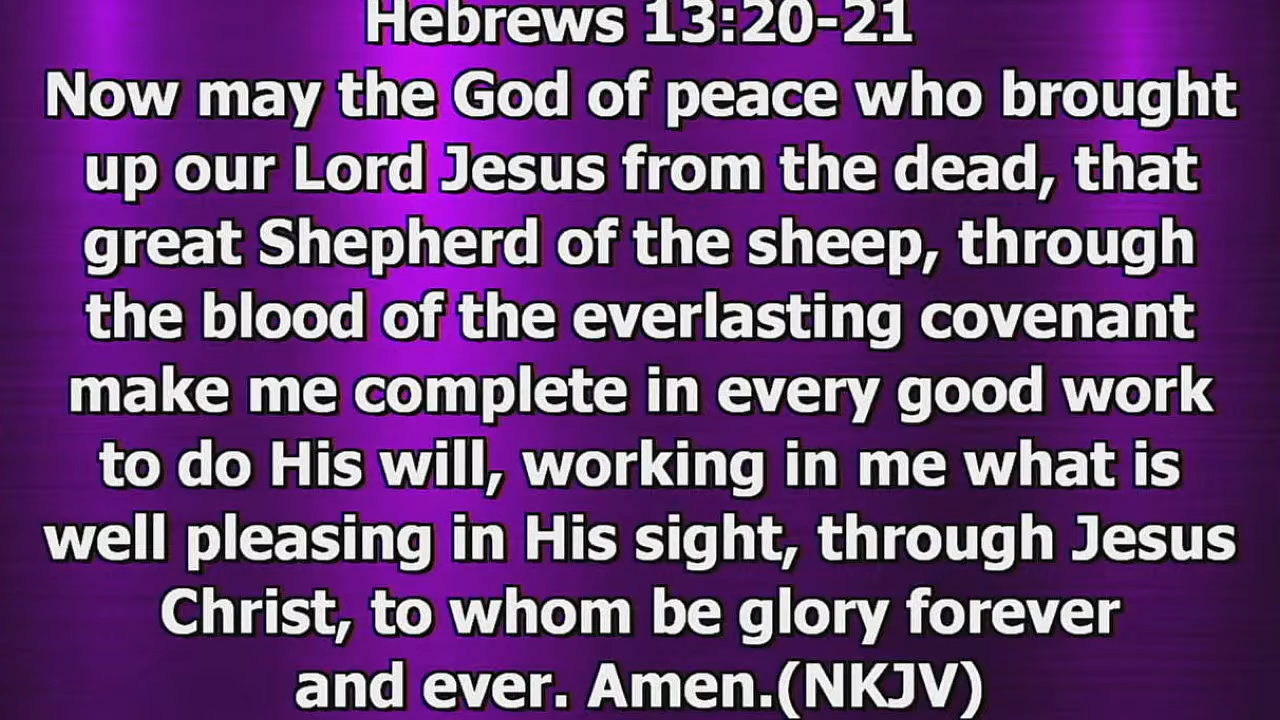 Hebrews 13:20-21
Now may the God of peace who brought
up our Lord Jesus from the dead, that
great Shepherd of the sheep, through
the blood of the everlasting covenant
make me complete in every good work
to do His will, working in me what is
well pleasing in His sight, through Jesus
Christ, to whom be glory forever
and ever. Amen.(NKJV)